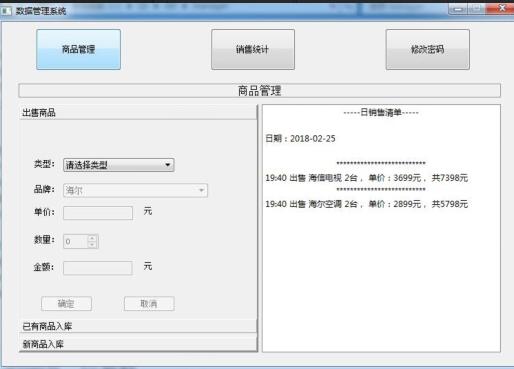 数据管理系统
商品管理 销售统计 修改密码
商品管理
出售商品
类型： 请选择类型
品牌： 海尔
单价： 元
数量： 0
金额： 元
确定 取消
已有商品入库
新商品入库
-----日销售清单-----
日期：2018-02-25
**************************
19:40 出售 海信电视 2台，单价：3699元，共7398元
**************************
19:40 出售 海尔空调 2台，单价：2899元，共5798元